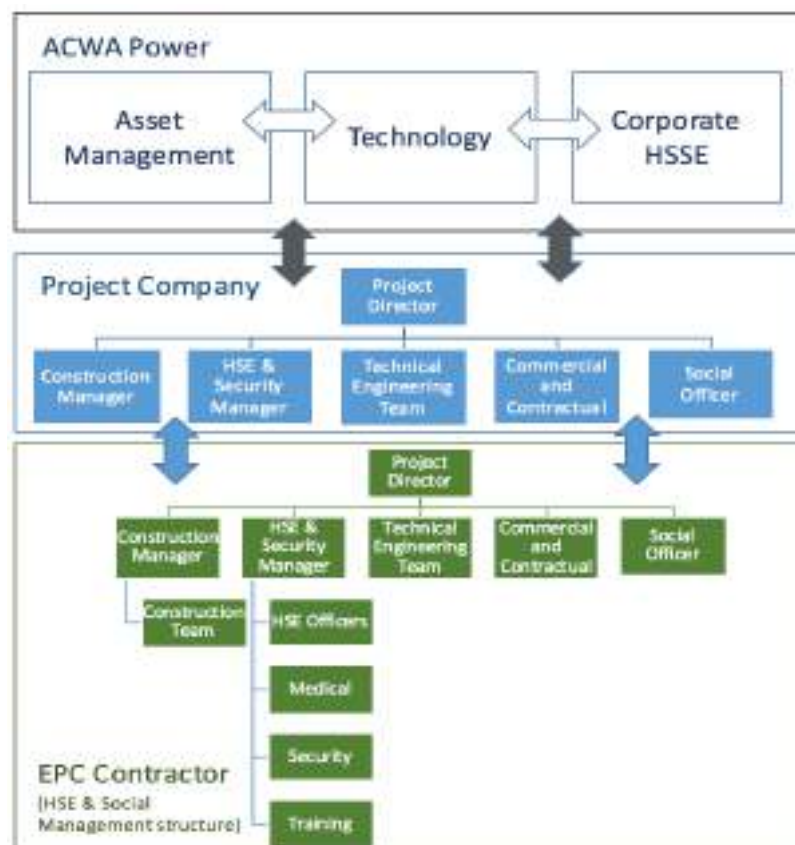 ACWA Power
Asset
Management
Technology
Corporate
HSSE
Project Company
Project
Director
Construction
Manager
HSE &
Security
Manager
Technical
Engineering
Team
Commercial
and
Contractual
Social
Officer
Project
Director
Construction
Manager
HSE &
Security
Manager
Technical
Engineering
Team
Commercial
and
Contractual
Social
Officer
Construction
Team
HSE Officers
Medical
Security
Training
EPC Contractor
(HSE & Social
Management structure)